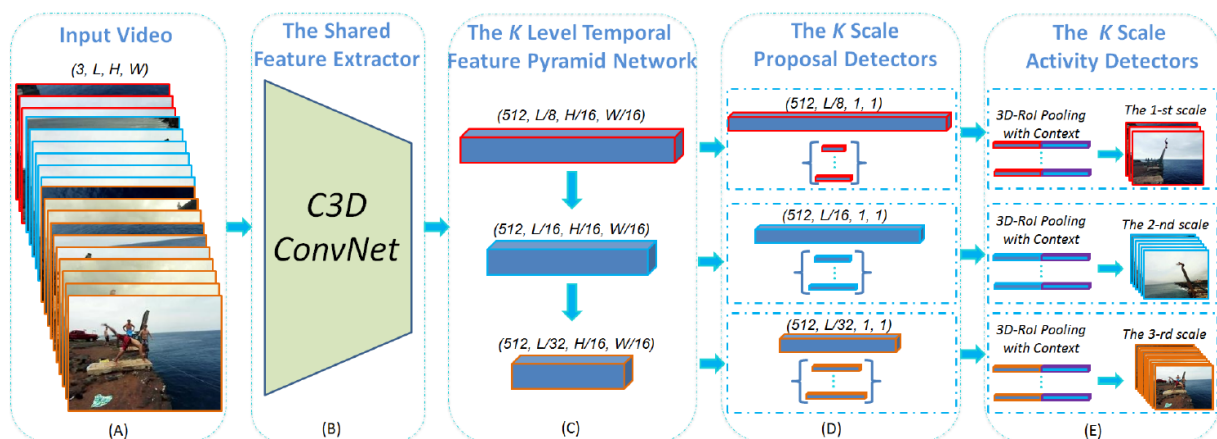 Input Video
(3, L, H, W)
(A)
The Shared
Feature Extractor
C3D
ConvNet
(B)
The K Level Temporal
Feature Pyramid Network
(512, L/8, H/16, W/16)
(512, L/16, H/16, W/16)
(512, L/32, H/16, W/16)
(C)
The K Scale
Proposal Detectors
(512, L/8, 1, 1)
(512, L/16, 1, 1)
(512, L/32, 1, 1)
(D)
The K Scale
Activity Detectors
3D-RoI Pooling
with Context
The 1-st scale
3D-RoI Pooling
with Context
The 2-nd scale
3D-RoI Pooling
with Context
The 3-rd scale
(E)